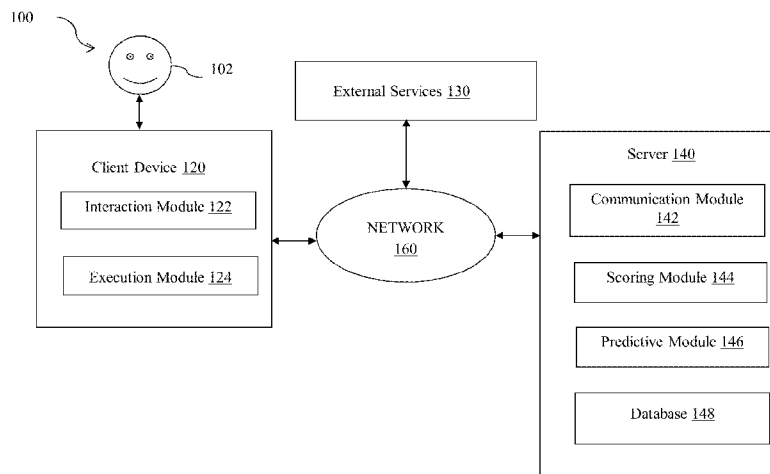 100
102
External Services 130
Client Device 120
Interaction Module 122
Execution Module 124
NETWORK
160
Server 140
Communication Module
142
Scoring Module 144
Predictive Module 146
Database 148